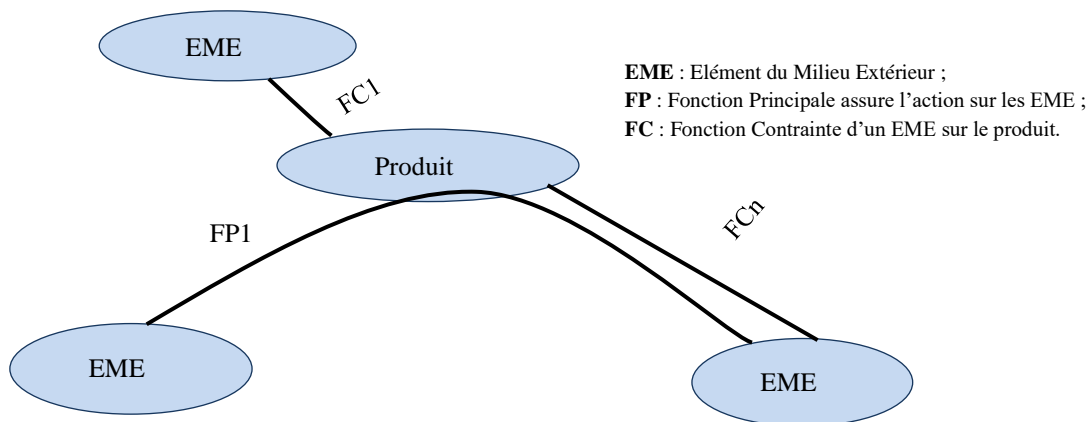 EME
EME : Elément du Milieu Extérieur ;
FP : Fonction Principale assure l’action sur les EME ;
FC : Fonction Contrainte d’un EME sur le produit.
FC1
Produit
FCn
FP1
EME
EME